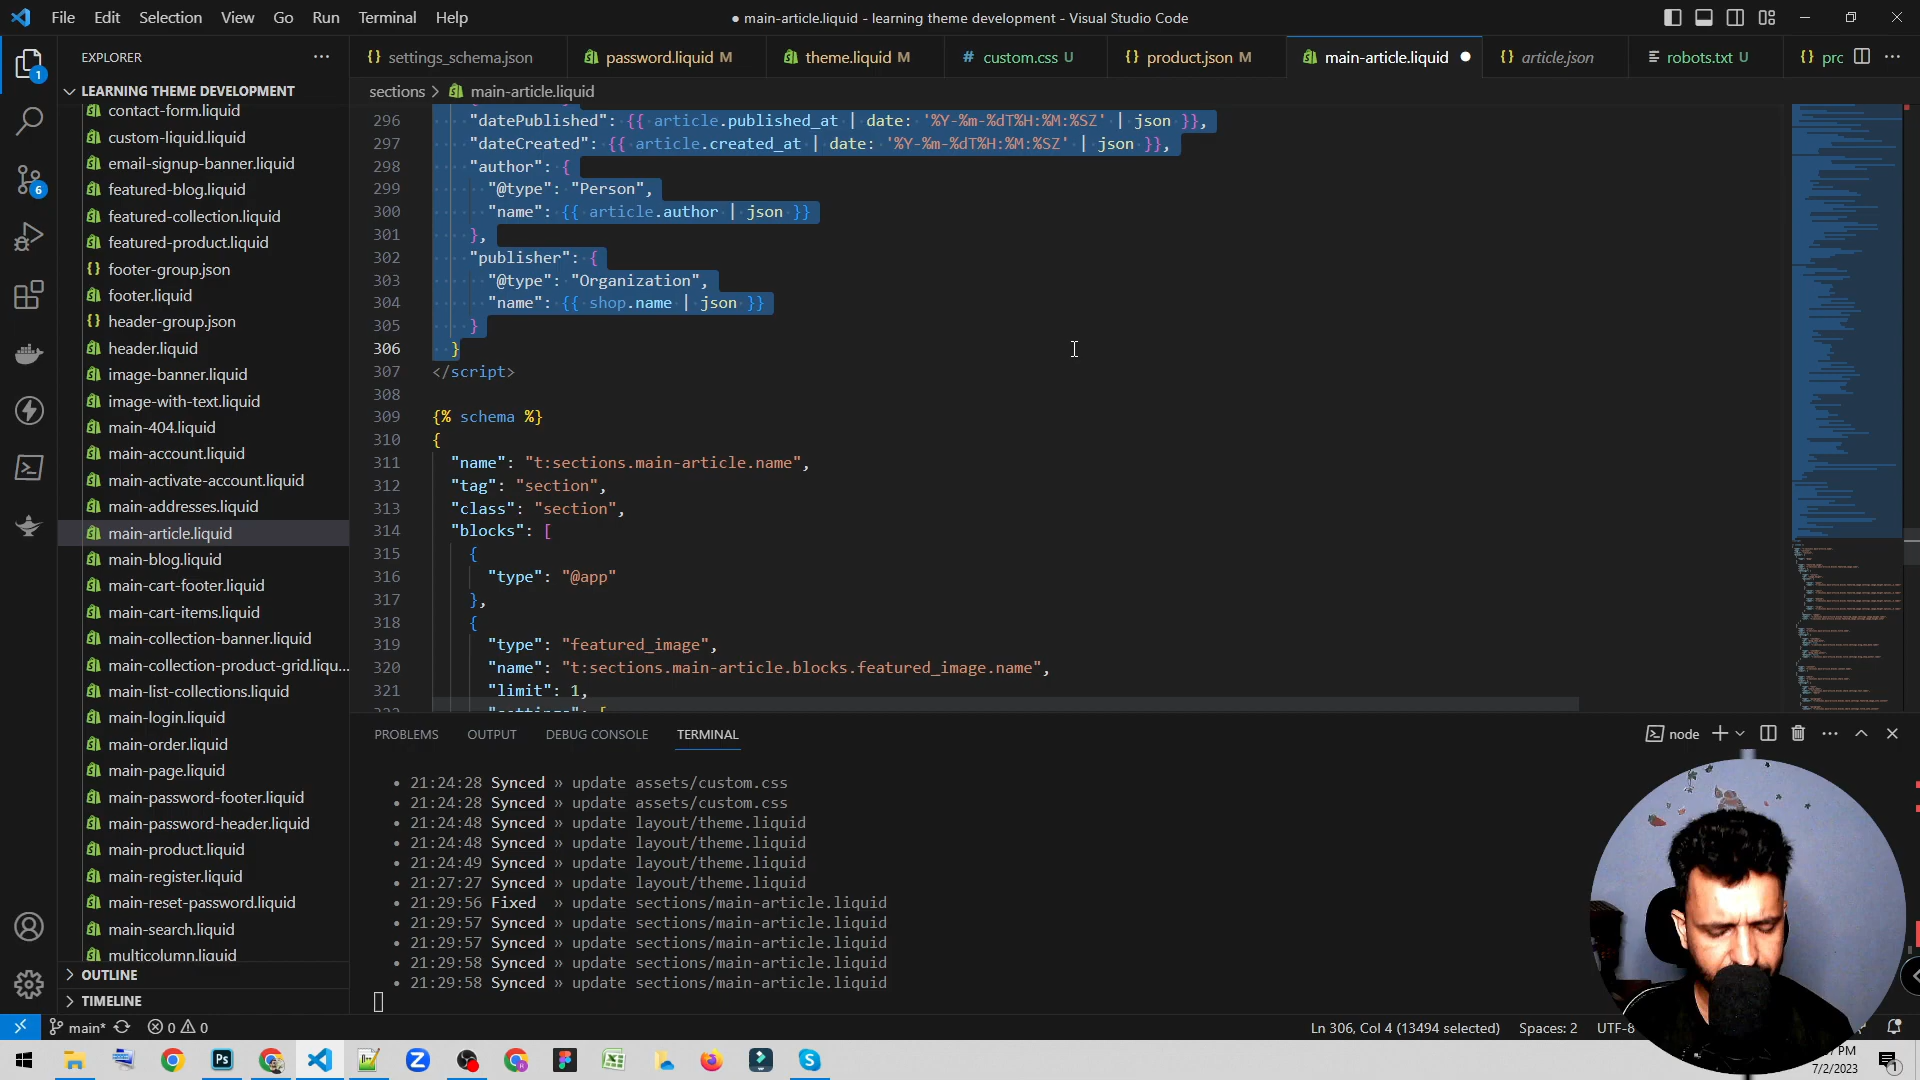 File Edit Selection View Go Run Terminal Help
● main-article.liquid - learning theme development - Visual Studio Code
EXPLORER
settings_schema.json
password.liquid M
theme.liquid M
custom.css U
product.json M
main-article.liquid
article.json
robots.txt U
LEARNING THEME DEVELOPMENT
contact-form.liquid
custom-liquid.liquid
email-signup-banner.liquid
featured-blog.liquid
featured-collection.liquid
featured-product.liquid
footer-group.json
footer.liquid
header-group.json
header.liquid
image-banner.liquid
image-with-text.liquid
main-404.liquid
main-account.liquid
main-activate-account.liquid
main-addresses.liquid
main-article.liquid
main-blog.liquid
main-cart-footer.liquid
main-cart-items.liquid
main-collection-banner.liquid
main-collection-product-grid.liqu...
main-list-collections.liquid
main-login.liquid
main-order.liquid
main-page.liquid
main-password-footer.liquid
main-password-header.liquid
main-product.liquid
main-register.liquid
main-reset-password.liquid
main-search.liquid
multicolumn.liquid
OUTLINE
TIMELINE
1
6
sections > main-article.liquid
296 "datePublished": {{ article.published_at | date: '%Y-%m-%dT%H:%M:%SZ' | json }},
297 "dateCreated": {{ article.created_at | date: '%Y-%m-%dT%H:%M:%SZ' | json }},
298 "author": {
299 "@type": "Person",
300 "name": {{ article.author | json }}
301 },
302 "publisher": {
303 "@type": "Organization",
304 "name": {{ shop.name | json }}
305 }
306 }
307 </script>
308
309 {% schema %}
310 {
311 "name": "t:sections.main-article.name",
312 "tag": "section",
313 "class": "section",
314 "blocks": [
315 {
316 "type": "@app"
317 },
318 {
319 "type": "featured_image",
320 "name": "t:sections.main-article.blocks.featured_image.name",
321 "limit": 1,
PROBLEMS OUTPUT DEBUG CONSOLE TERMINAL
node
• 21:24:28 Synced » update assets/custom.css
• 21:24:28 Synced » update assets/custom.css
• 21:24:48 Synced » update layout/theme.liquid
• 21:24:48 Synced » update layout/theme.liquid
• 21:24:49 Synced » update layout/theme.liquid
• 21:27:27 Synced » update layout/theme.liquid
• 21:29:56 Fixed » update sections/main-article.liquid
• 21:29:57 Synced » update sections/main-article.liquid
• 21:29:57 Synced » update sections/main-article.liquid
• 21:29:58 Synced » update sections/main-article.liquid
• 21:29:58 Synced » update sections/main-article.liquid
main* 0 0
Ln 306, Col 4 (13494 selected) Spaces: 2
PM
7/2/2023